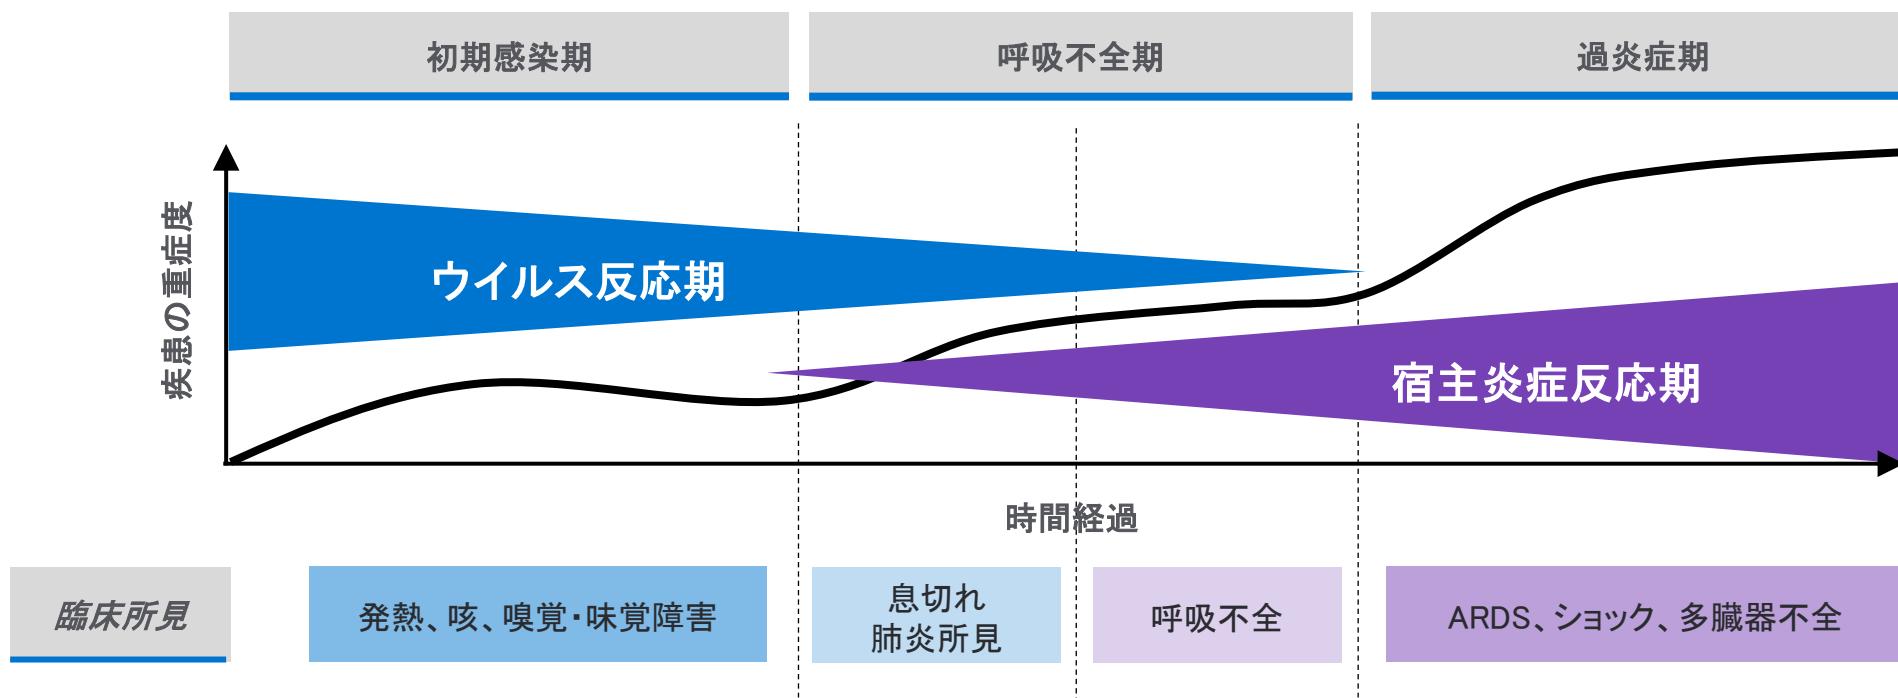 初期感染期
呼吸不全期
過炎症期
疾患の重症度
ウイルス反応期
宿主炎症反応期
時間経過
臨床所見
発熱、咳、嗅覚・味覚障害
息切れ
肺炎所見
呼吸不全
ARDS、ショック、多臓器不全